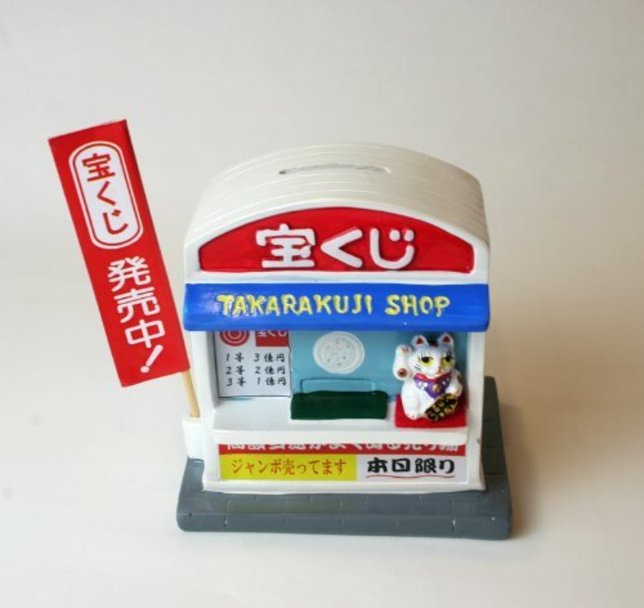 宝くじ
発売中!
宝くじ
TAKARAKUJI SHOP
宝くじ
1等 3億円
2等 2億円
3等 1億円
ジャンボ売ってます
本日限り